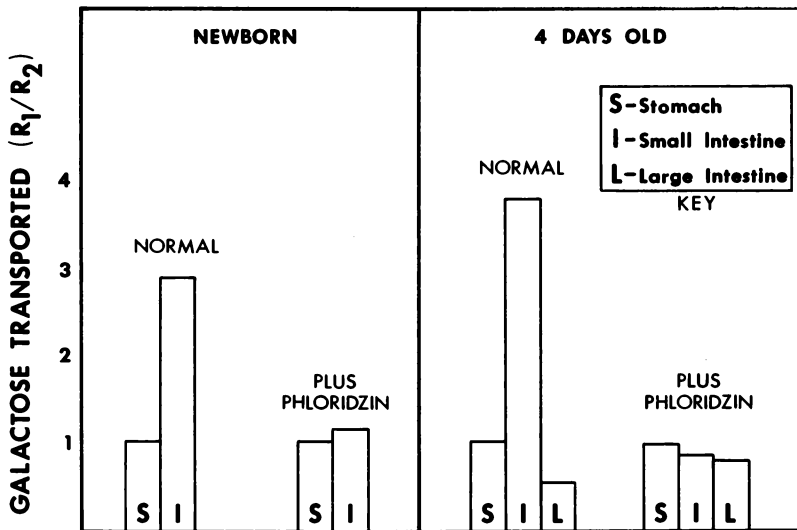 GALACTOSE TRANSPORTED (R1/R2)
NEWBORN
4 DAYS OLD
S-Stomach
I-Small Intestine
L-Large Intestine
KEY
4
3
2
1
NORMAL
PLUS
PHLORIDZIN
NORMAL
PLUS
PHLORIDZIN
S I
S I
S I L
S I L